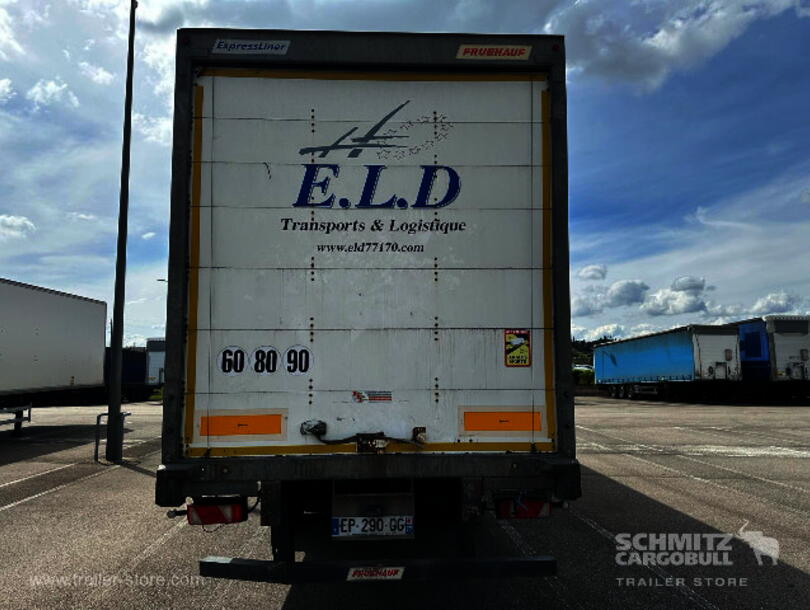 ExpressLiner
FRUEHAUF
E.L.D
Transports & Logistique
www.eld77170.com
60 80 90
EP-290-GG
FRUEHAUF
SCHMITZ
CARGOBULL
TRAILER STORE
www.trailer-store.com